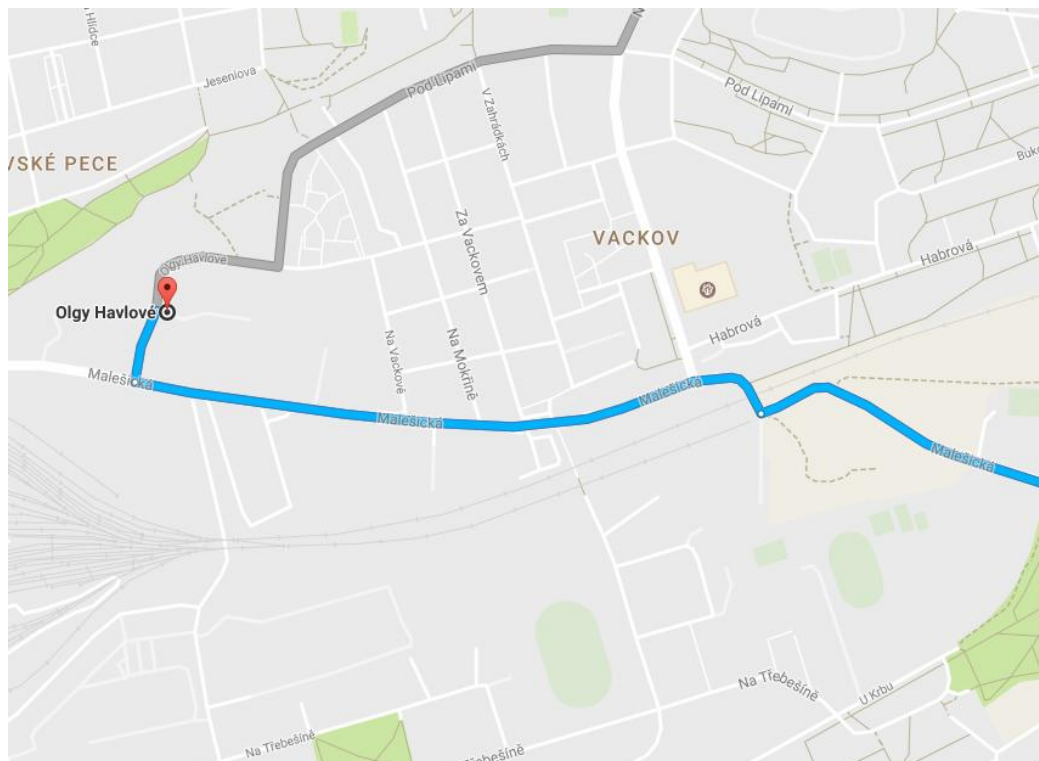 Hlídce
Jeseniova
Pod Lipami
Pod Lipami
V Zahrádkách
VSKÉ PECE
Buko
Za Vackovem
VACKOV
Habrová
Olgy Havlové
Olgy Havlové
Habrová
Na Vackově
Na Mokřině
Malešická
Malešická
Malešická
Malešická
Na Třebešíně
U Krbu
Na Třebešíně
Třebešíně